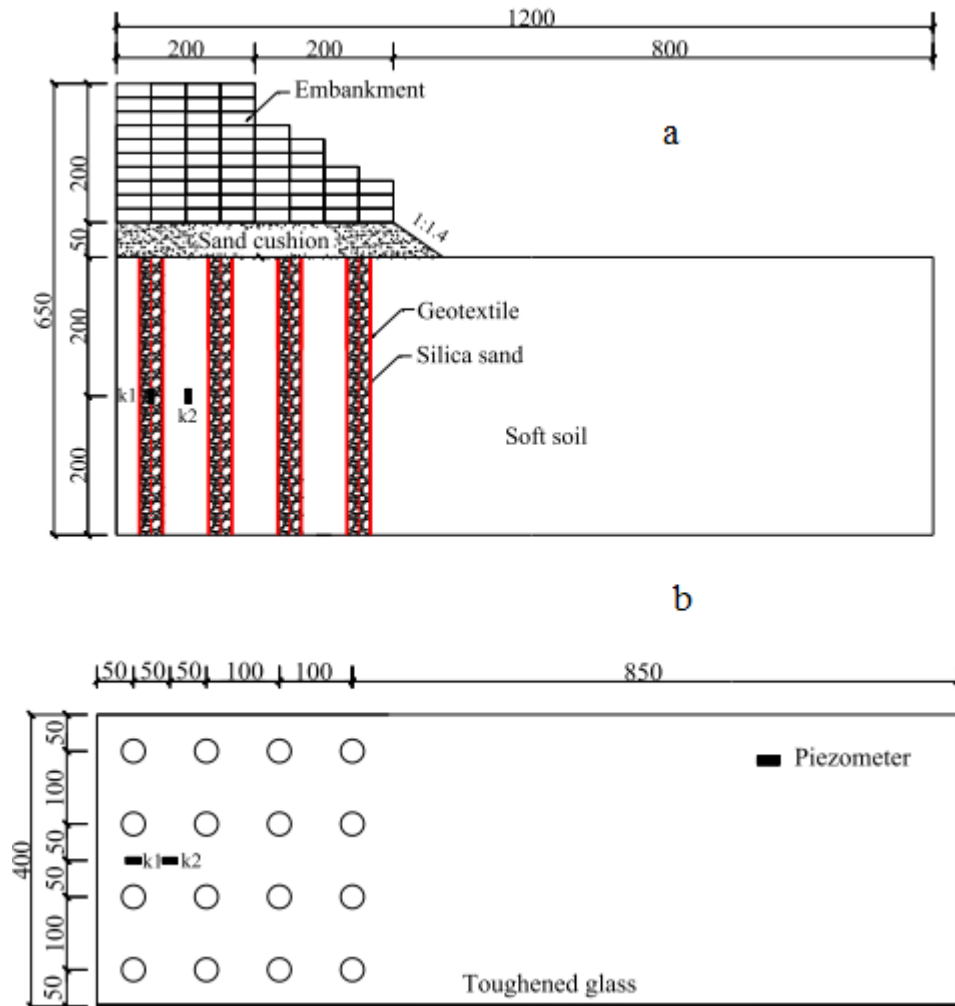 1200
200 200 800
Embankment
a
200
1:1.4
50
Sand cushion
650
200
Geotextile
Silica sand
k1
k2
Soft soil
200
b
50 50 50 100 100 850
50
Piezometer
100
400
50
k1 k2
50
100
50
Toughened glass